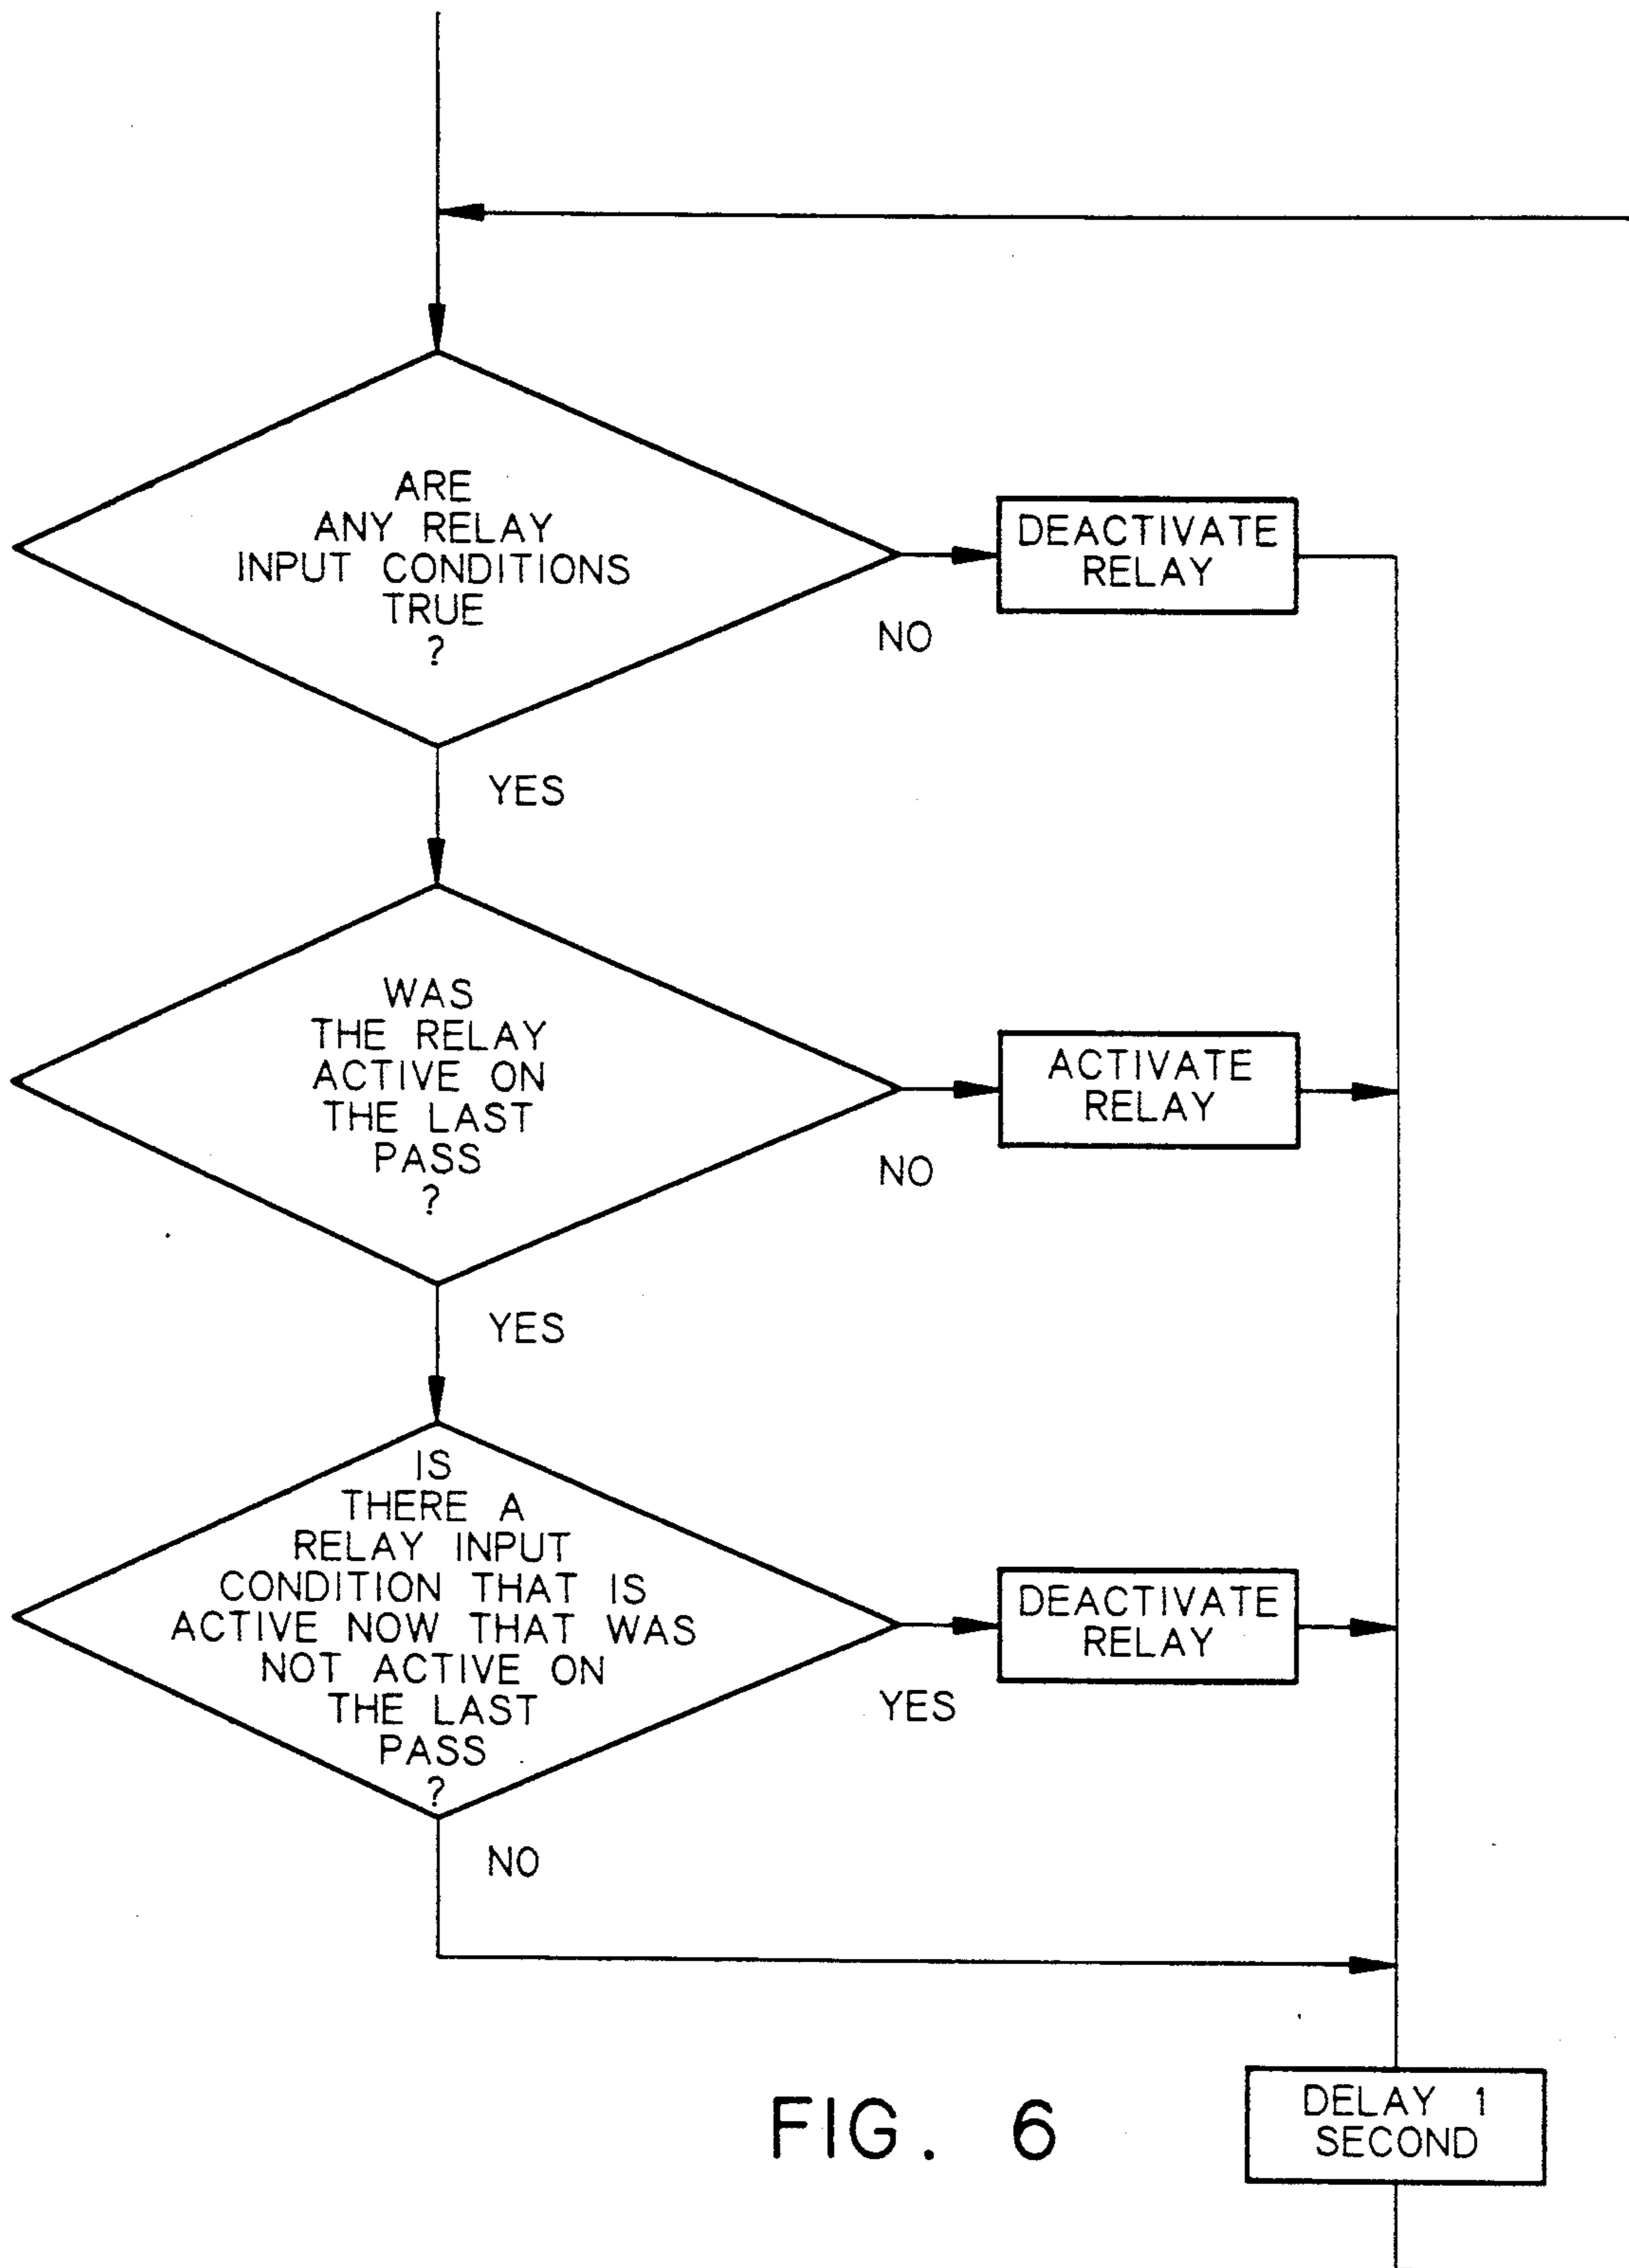 ARE
ANY RELAY
INPUT CONDITIONS
TRUE
?
NO
DEACTIVATE
RELAY
YES
WAS
THE RELAY
ACTIVE ON
THE LAST
PASS
?
NO
ACTIVATE
RELAY
YES
IS
THERE A
RELAY INPUT
CONDITION THAT IS
ACTIVE NOW THAT WAS
NOT ACTIVE ON
THE LAST
PASS
?
YES
DEACTIVATE
RELAY
NO
DELAY 1
SECOND
FIG. 6